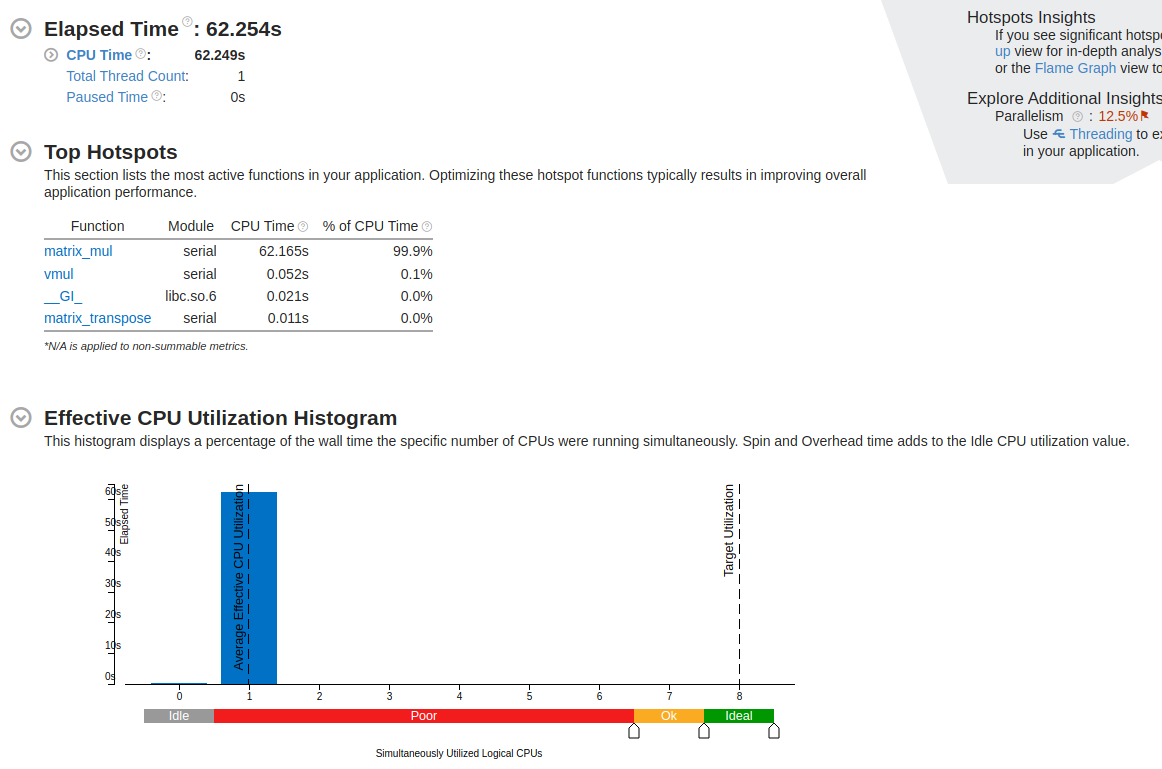 Elapsed Time : 62.254s
CPU Time : 62.249s
Total Thread Count: 1
Paused Time : 0s
Hotspots Insights
If you see significant hotsp
up view for in-depth analys
or the Flame Graph view to
Explore Additional Insights
Parallelism : 12.5%
Use Threading to ex
in your application.
Top Hotspots
This section lists the most active functions in your application. Optimizing these hotspot functions typically results in improving overall
application performance.
Function Module CPU Time % of CPU Time
matrix_mul serial 62.165s 99.9%
vmul serial 0.052s 0.1%
__GI_ libc.so.6 0.021s 0.0%
matrix_transpose serial 0.011s 0.0%
*N/A is applied to non-summable metrics.
Effective CPU Utilization Histogram
This histogram displays a percentage of the wall time the specific number of CPUs were running simultaneously. Spin and Overhead time adds to the Idle CPU utilization value.
Elapsed Time
60s
50s
40s
30s
20s
10s
0s
Average Effective CPU Utilization
Target Utilization
0 1 2 3 4 5 6 7 8
Idle Poor Ok Ideal
Simultaneously Utilized Logical CPUs